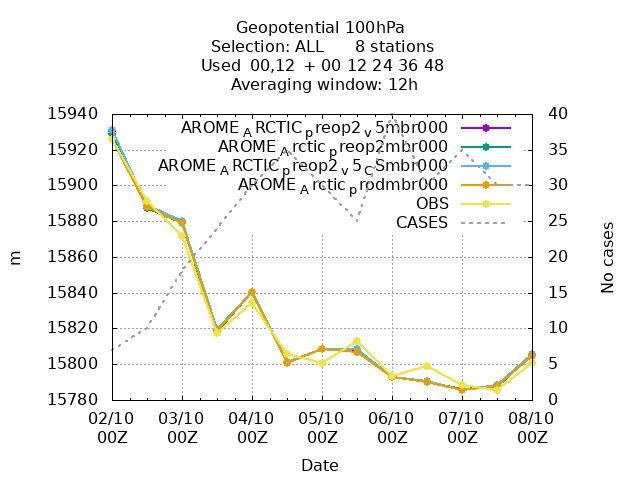 Geopotential 100hPa
Selection: ALL      8 stations
Used  00,12  + 00 12 24 36 48
Averaging window: 12h
15940
15920
15900
15880
15860
15840
15820
15800
15780
m
40
35
30
25
20
15
10
5
0
No cases
AROME_ARCTIC_preop2_v5mbr000
AROME_Arctic_preop2mbr000
AROME_ARCTIC_preop2_v5_CSmbr000
AROME_Arctic_prodmbr000
OBS
CASES
02/10 03/10 04/10 05/10 06/10 07/10 08/10
00Z 00Z 00Z 00Z 00Z 00Z 00Z
Date